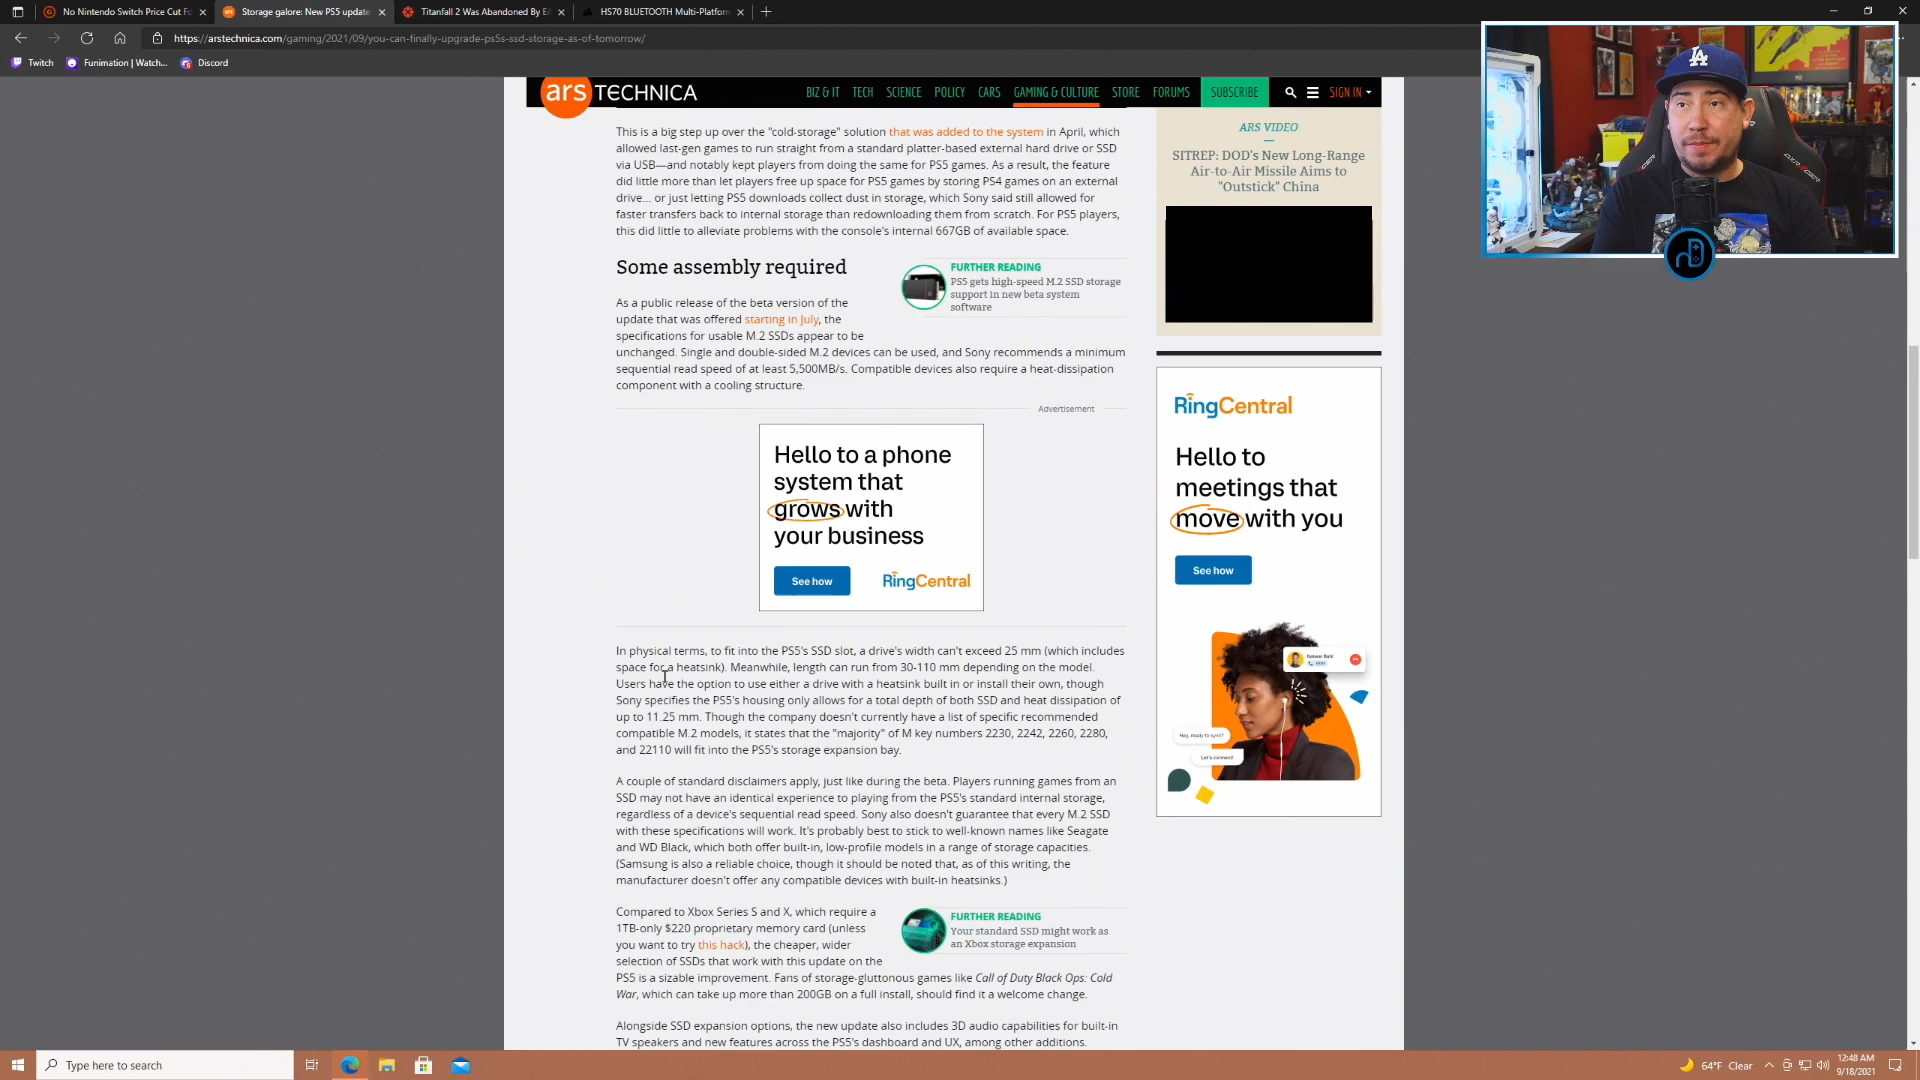 No Nintendo Switch Price Cut Fo
Storage galore: New PS5 update
Titanfall 2 Was Abandoned By EA
HS70 BLUETOOTH Multi-Platform
https://arstechnica.com/gaming/2021/09/you-can-finally-upgrade-ps5s-ssd-storage-as-of-tomorrow/
Twitch
Funimation | Watch...
Discord
ars TECHNICA
BIZ & IT
TECH
SCIENCE
POLICY
CARS
GAMING & CULTURE
STORE
FORUMS
SUBSCRIBE
SIGN IN
This is a big step up over the "cold-storage" solution that was added to the system in April, which
allowed last-gen games to run straight from a standard platter-based external hard drive or SSD
via USB—and notably kept players from doing the same for PS5 games. As a result, the feature
did little more than let players free up space for PS5 games by storing PS4 games on an external
drive... or just letting PS5 downloads collect dust in storage, which Sony said still allowed for
faster transfers back to internal storage than redownloading them from scratch. For PS5 players,
this did little to alleviate problems with the console's internal 667GB of available space.
Some assembly required
FURTHER READING
PS5 gets high-speed M.2 SSD storage
support in new beta system
software
As a public release of the beta version of the
update that was offered starting in July, the
specifications for usable M.2 SSDs appear to be
unchanged. Single and double-sided M.2 devices can be used, and Sony recommends a minimum
sequential read speed of at least 5,500MB/s. Compatible devices also require a heat-dissipation
component with a cooling structure.
Advertisement
Hello to a phone
system that
grows with
your business
See how
RingCentral
In physical terms, to fit into the PS5's SSD slot, a drive's width can't exceed 25 mm (which includes
space for a heatsink). Meanwhile, length can run from 30-110 mm depending on the model.
Users have the option to use either a drive with a heatsink built in or install their own, though
Sony specifies the PS5's housing only allows for a total depth of both SSD and heat dissipation of
up to 11.25 mm. Though the company doesn't currently have a list of specific recommended
compatible M.2 models, it states that the "majority" of M key numbers 2230, 2242, 2260, 2280,
and 22110 will fit into the PS5's storage expansion bay.
A couple of standard disclaimers apply, just like during the beta. Players running games from an
SSD may not have an identical experience to playing from the PS5's standard internal storage,
regardless of a device's sequential read speed. Sony also doesn't guarantee that every M.2 SSD
with these specifications will work. It's probably best to stick to well-known names like Seagate
and WD Black, which both offer built-in, low-profile models in a range of storage capacities.
(Samsung is also a reliable choice, though it should be noted that, as of this writing, the
manufacturer doesn't offer any compatible devices with built-in heatsinks.)
Compared to Xbox Series S and X, which require a
1TB-only $220 proprietary memory card (unless
you want to try this hack), the cheaper, wider
selection of SSDs that work with this update on the
PS5 is a sizable improvement. Fans of storage-gluttonous games like Call of Duty Black Ops: Cold
War, which can take up more than 200GB on a full install, should find it a welcome change.
FURTHER READING
Your standard SSD might work as
an Xbox storage expansion
Alongside SSD expansion options, the new update also includes 3D audio capabilities for built-in
TV speakers and new features across the PS5's dashboard and UX, among other additions.
ARS VIDEO
SITREP: DOD's New Long-Range
Air-to-Air Missile Aims to
"Outstick" China
RingCentral
Hello to
meetings that
move with you
See how
Hey, ready to sync?
Let's connect!
LA
Type here to search
64°F Clear
12:48 AM
9/18/2021